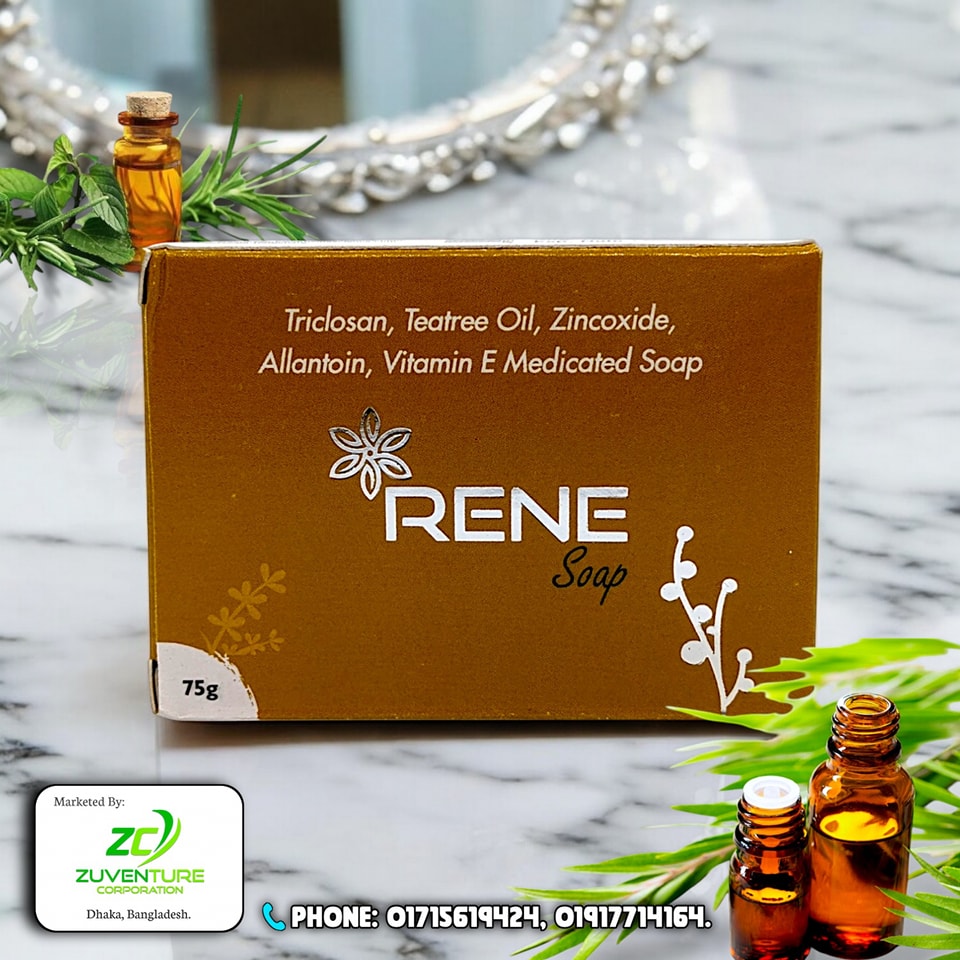 Triclosan, Teatree Oil, Zincoxide,
Allantoin, Vitamin E Medicated Soap
RENE
Soap
75g
Marketed By:
ZC
ZUVENTURE
CORPORATION
Dhaka, Bangladesh.
PHONE: 01715619424, 01917714164.